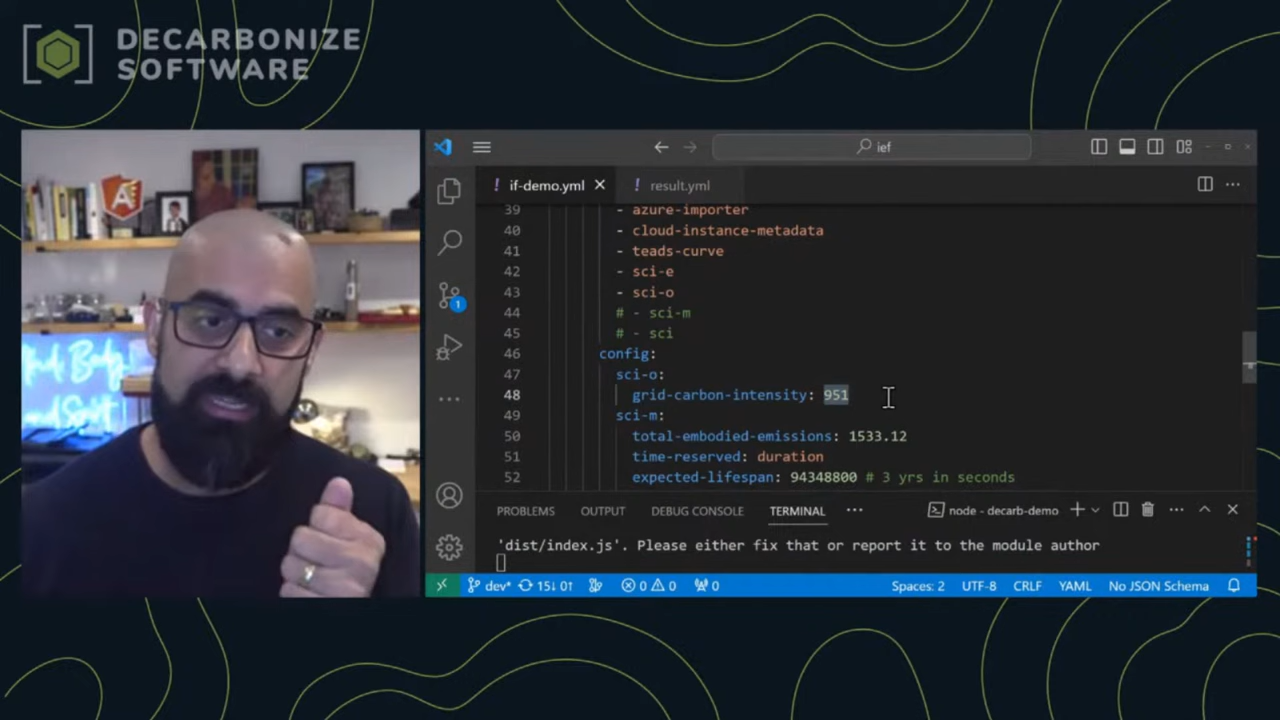 DECARBONIZE
SOFTWARE
ief
! if-demo.yml
! result.yml
39 - azure-importer
40 - cloud-instance-metadata
41 - teads-curve
42 - sci-e
43 - sci-o
44 # - sci-m
45 # - sci
46 config:
47 sci-o:
48 grid-carbon-intensity: 951
49 sci-m:
50 total-embodied-emissions: 1533.12
51 time-reserved: duration
52 expected-lifespan: 94348800 # 3 yrs in seconds
1
PROBLEMS OUTPUT DEBUG CONSOLE TERMINAL ... node - decarb-demo
'dist/index.js'. Please either fix that or report it to the module author
dev* 15↓ 0↑ 0 0 0 Spaces: 2 UTF-8 CRLF YAML No JSON Schema